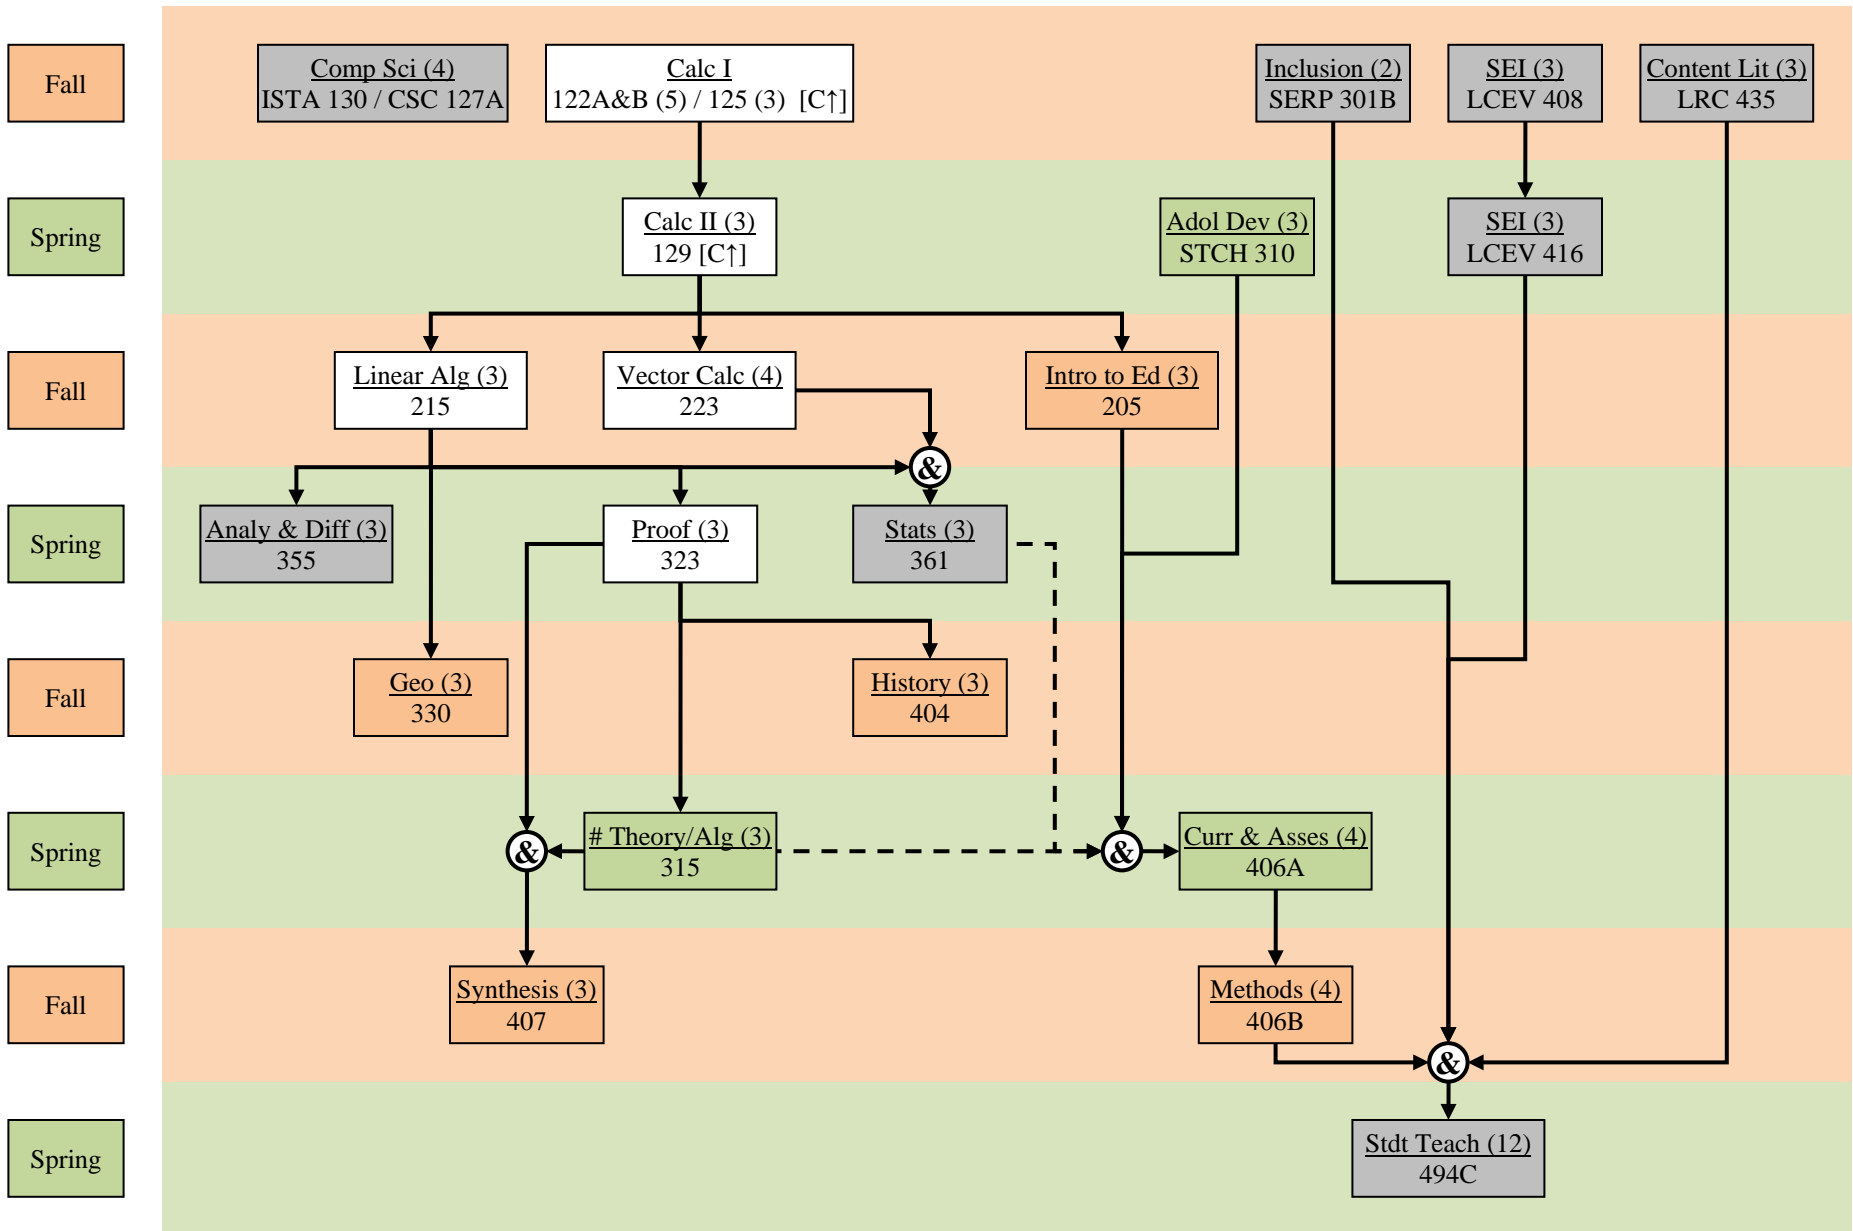 Fall
Comp Sci (4)
ISTA 130 / CSC 127A
Calc I
122A&B (5) / 125 (3) [C↑]
Inclusion (2)
SERP 301B
SEI (3)
LCEV 408
Content Lit (3)
LRC 435
Spring
Calc II (3)
129 [C↑]
Adol Dev (3)
STCH 310
SEI (3)
LCEV 416
Fall
Linear Alg (3)
215
Vector Calc (4)
223
Intro to Ed (3)
205
&
Spring
Analy & Diff (3)
355
Proof (3)
323
Stats (3)
361
Fall
Geo (3)
330
History (3)
404
Spring
&
# Theory/Alg (3)
315
&
Curr & Asses (4)
406A
Fall
Synthesis (3)
407
Methods (4)
406B
&
Spring
Stdt Teach (12)
494C